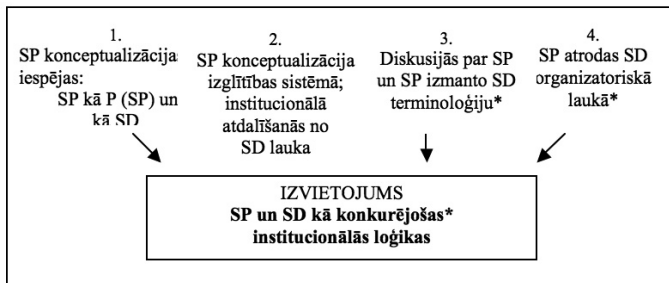 1.
SP konceptualizācijas
iespējas:
SP kā P (SP) un
kā SD
2.
SP konceptualizācija
izglītības sistēmā;
institucionālā
atdalīšanās no
SD lauka
3.
Diskusijās par SP
un SP izmanto SD
terminoloģiju*
4.
SP atrodas SD
organizatoriskā
laukā*
IZVIETOJUMS
SP un SD kā konkurējošas*
institucionālās loģikas